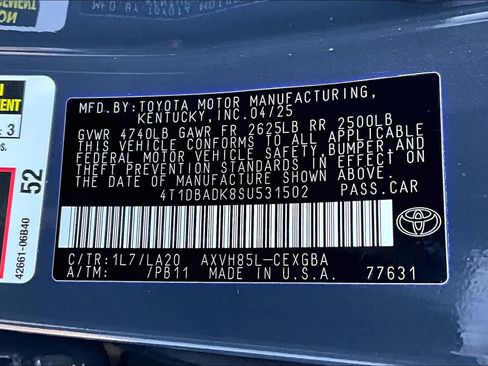 MFD.BY:TOYOTA MOTOR MANUFACTURING,
KENTUCKY, INC.04/25
GVWR 4740LB GAWR FR 2625LB RR 2500LB
THIS VEHICLE CONFORMS TO ALL APPLICABLE
FEDERAL MOTOR VEHICLE SAFETY,BUMPER,AND
THEFT PREVENTION STANDARDS IN EFFECT ON
THE DATE OF MANUFACTURE SHOWN ABOVE.
4T1DBADK8SU531502 PASS.CAR
C/TR:1L7/LA20 AXVH85L-CEXGBA
A/TM: /PB11 MADE IN U.S.A. 77631
TOYOTA
52
42661-06B40
3